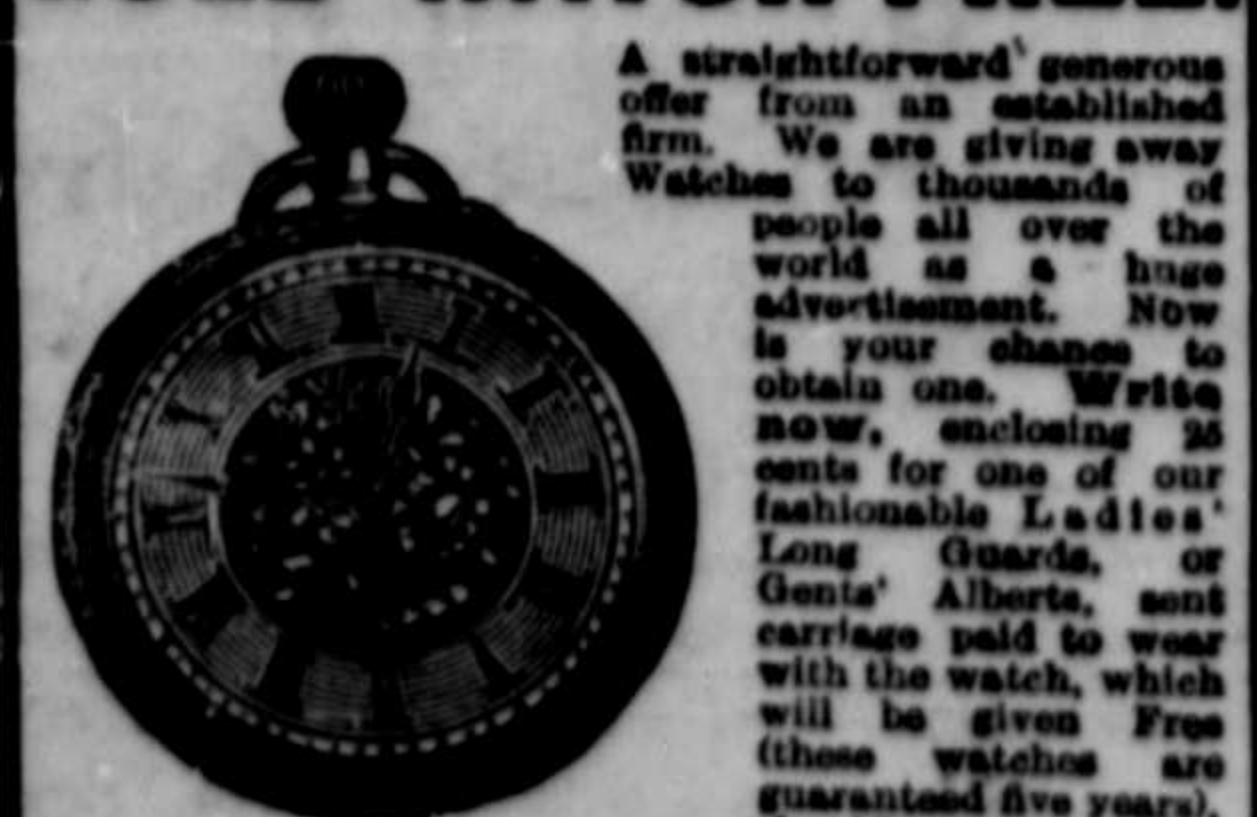 A straightforward generous
offer from an established
firm. We are giving away
Watches to thousands of
people all over the
world as a huge
advertisement. Now
is your chance to
obtain one. Write
now, enclosing 25
cents for one of our
fashionable Ladies'
Long Guards, or
Gents' Alberts, sent
carriage paid to wear
with the watch, which
will be given Free
(these watches are
guaranteed five years),